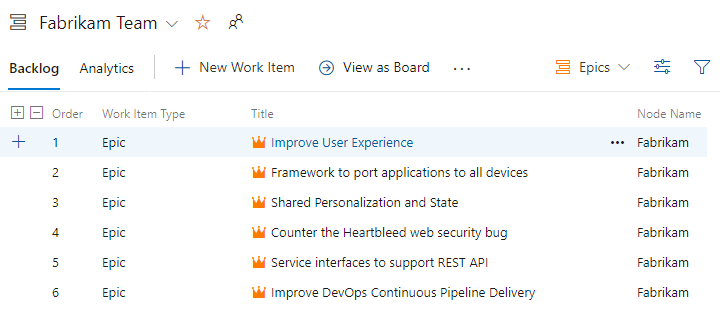 Fabrikam Team
Backlog Analytics New Work Item View as Board ... Epics
Order Work Item Type Title Node Name
1 Epic Improve User Experience ... Fabrikam
2 Epic Framework to port applications to all devices Fabrikam
3 Epic Shared Personalization and State Fabrikam
4 Epic Counter the Heartbleed web security bug Fabrikam
5 Epic Service interfaces to support REST API Fabrikam
6 Epic Improve DevOps Continuous Pipeline Delivery Fabrikam